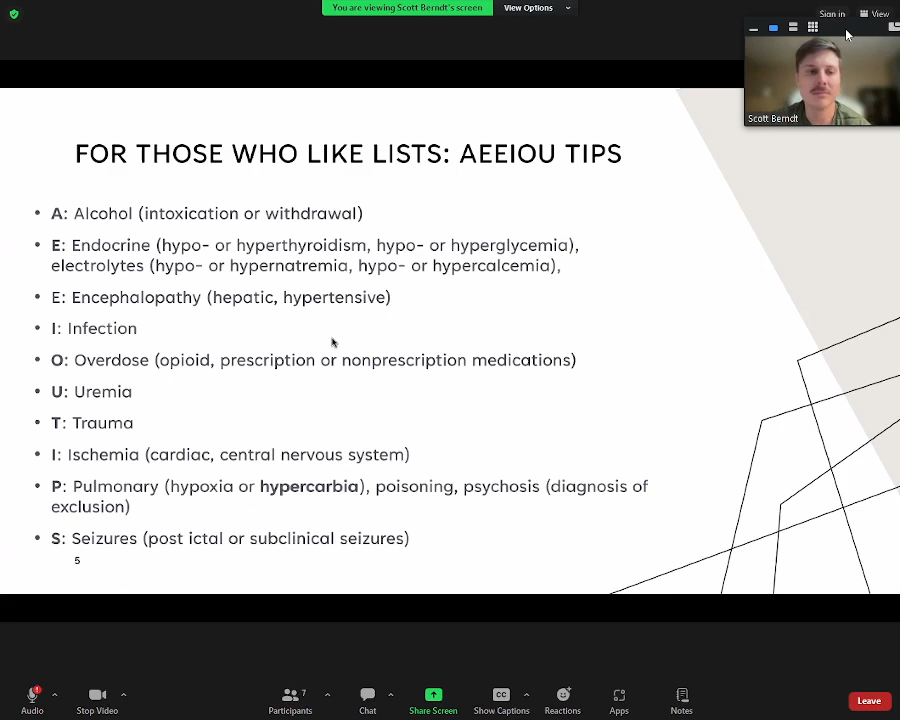 You are viewing Scott Berndt's screen
View Options
Sign in
View
Scott Berndt
FOR THOSE WHO LIKE LISTS: AEEIOU TIPS
• A: Alcohol (intoxication or withdrawal)
• E: Endocrine (hypo- or hyperthyroidism, hypo- or hyperglycemia),
electrolytes (hypo- or hypernatremia, hypo- or hypercalcemia),
• E: Encephalopathy (hepatic, hypertensive)
• I: Infection
• O: Overdose (opioid, prescription or nonprescription medications)
• U: Uremia
• T: Trauma
• I: Ischemia (cardiac, central nervous system)
• P: Pulmonary (hypoxia or hypercarbia), poisoning, psychosis (diagnosis of
exclusion)
• S: Seizures (post ictal or subclinical seizures)
5
Audio
Stop Video
Participants
7
Chat
Share Screen
CC
Show Captions
Reactions
Apps
Notes
Leave